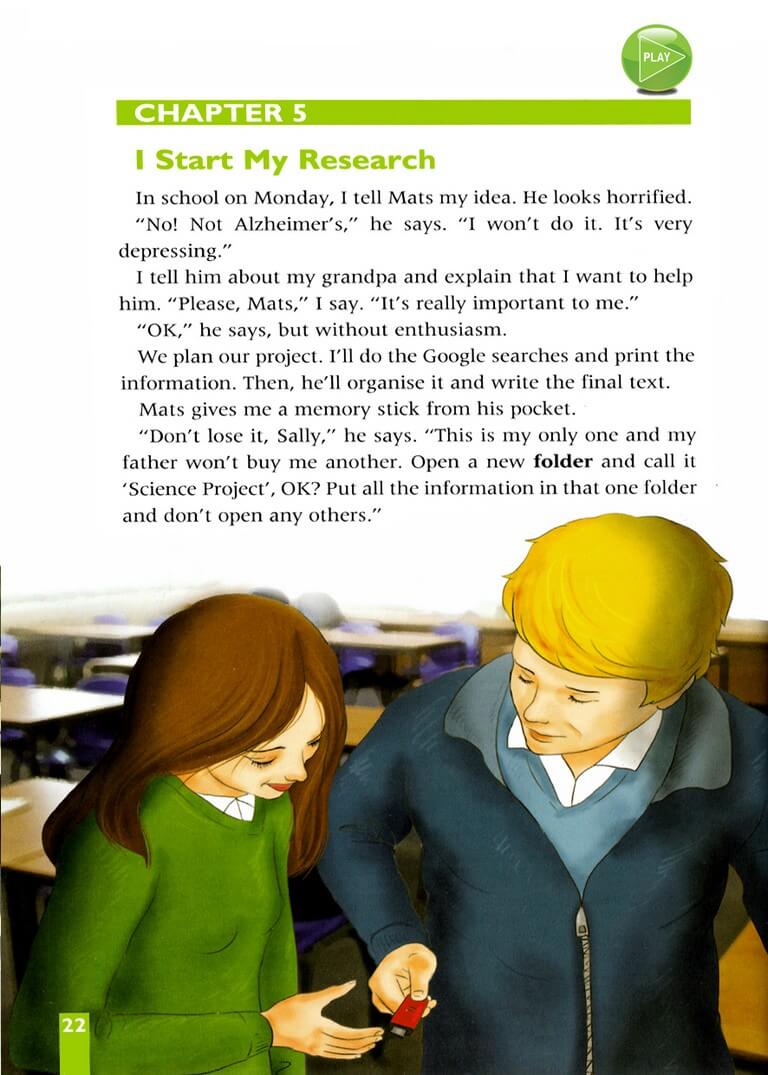 PLAY
CHAPTER 5
I Start My Research
In school on Monday, I tell Mats my idea. He looks horrified.
“No! Not Alzheimer’s,” he says. “I won’t do it. It’s very
depressing.”
I tell him about my grandpa and explain that I want to help
him. “Please, Mats,” I say. “It’s really important to me.”
“OK,” he says, but without enthusiasm.
We plan our project. I’ll do the Google searches and print the
information. Then, he’ll organise it and write the final text.
Mats gives me a memory stick from his pocket.
“Don’t lose it, Sally,” he says. “This is my only one and my
father won’t buy me another. Open a new folder and call it
‘Science Project’, OK? Put all the information in that one folder
and don’t open any others.”
22